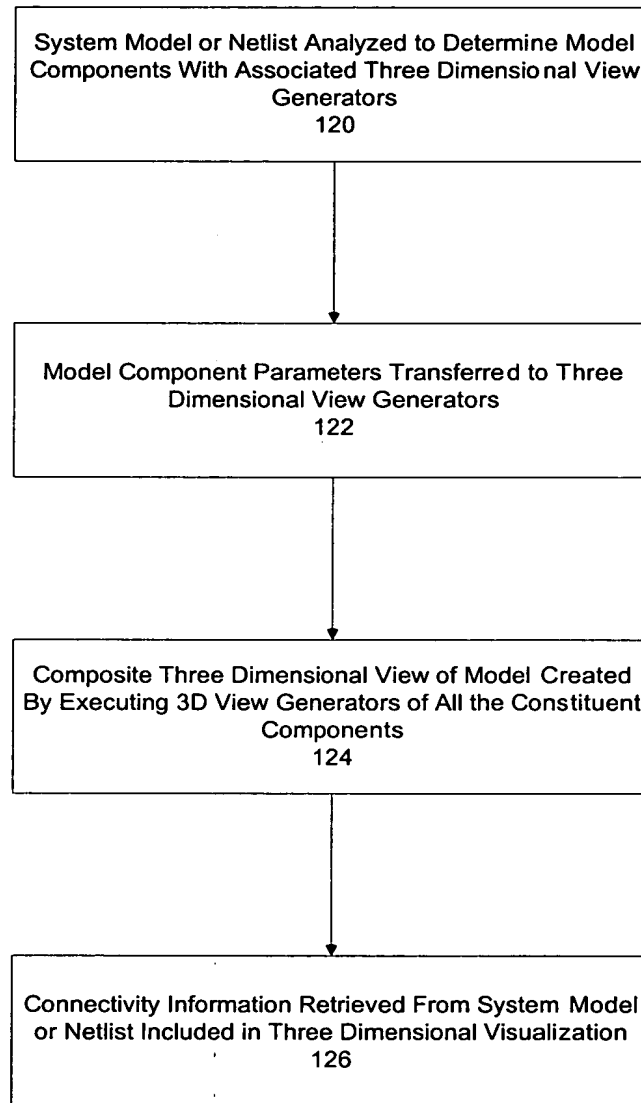 System Model or Netlist Analyzed to Determine Model
Components With Associated Three Dimensional View
Generators
120
Model Component Parameters Transferred to Three
Dimensional View Generators
122
Composite Three Dimensional View of Model Created
By Executing 3D View Generators of All the Constituent
Components
124
Connectivity Information Retrieved From System Model
or Netlist Included in Three Dimensional Visualization
126